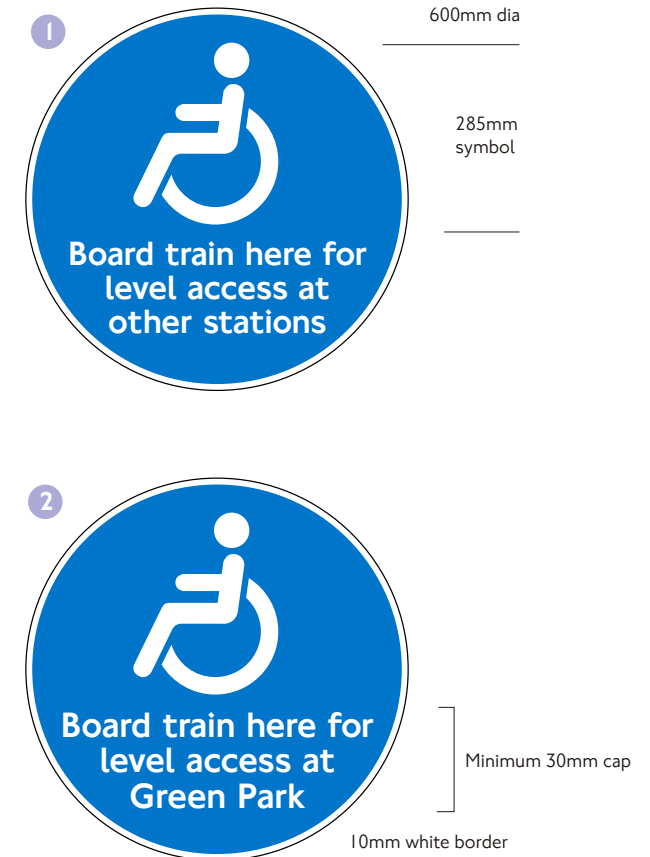 1
600mm dia
285mm
symbol
Board train here for
level access at
other stations
2
Board train here for
level access at
Green Park
Minimum 30mm cap
10mm white border